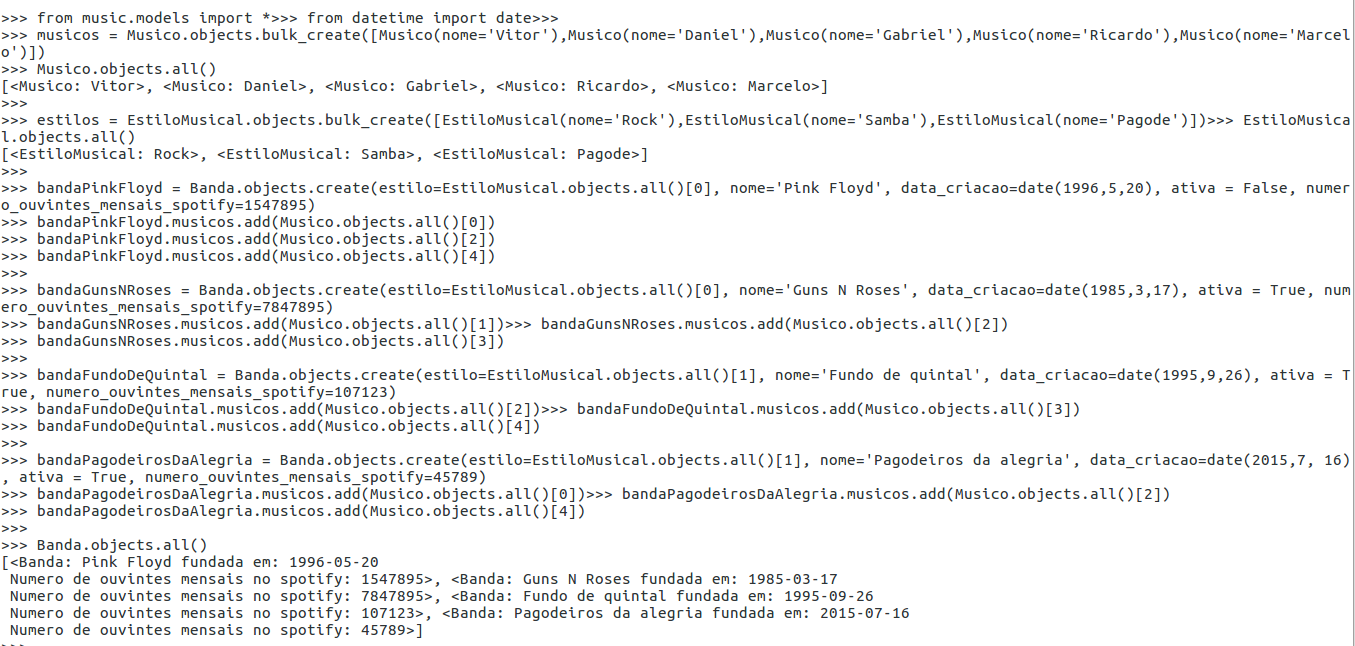 >>> from music.models import *>>> from datetime import date>>>
>>> musicos = Musico.objects.bulk_create([Musico(nome='Vitor'),Musico(nome='Daniel'),Musico(nome='Gabriel'),Musico(nome='Ricardo'),Musico(nome='Marcel
o')])
>>> Musico.objects.all()
[<Musico: Vitor>, <Musico: Daniel>, <Musico: Gabriel>, <Musico: Ricardo>, <Musico: Marcelo>]
>>>
>>> estilos = EstiloMusical.objects.bulk_create([EstiloMusical(nome='Rock'),EstiloMusical(nome='Samba'),EstiloMusical(nome='Pagode')])>>> EstiloMusica
l.objects.all()
[<EstiloMusical: Rock>, <EstiloMusical: Samba>, <EstiloMusical: Pagode>]
>>>
>>> bandaPinkFloyd = Banda.objects.create(estilo=EstiloMusical.objects.all()[0], nome='Pink Floyd', data_criacao=date(1996,5,20), ativa = False, numer
o_ouvintes_mensais_spotify=1547895)
>>> bandaPinkFloyd.musicos.add(Musico.objects.all()[0])
>>> bandaPinkFloyd.musicos.add(Musico.objects.all()[2])
>>> bandaPinkFloyd.musicos.add(Musico.objects.all()[4])
>>>
>>> bandaGunsNRoses = Banda.objects.create(estilo=EstiloMusical.objects.all()[0], nome='Guns N Roses', data_criacao=date(1985,3,17), ativa = True, num
ero_ouvintes_mensais_spotify=7847895)
>>> bandaGunsNRoses.musicos.add(Musico.objects.all()[1])>>> bandaGunsNRoses.musicos.add(Musico.objects.all()[2])
>>> bandaGunsNRoses.musicos.add(Musico.objects.all()[3])
>>>
>>> bandaFundoDeQuintal = Banda.objects.create(estilo=EstiloMusical.objects.all()[1], nome='Fundo de quintal', data_criacao=date(1995,9,26), ativa = T
rue, numero_ouvintes_mensais_spotify=107123)
>>> bandaFundoDeQuintal.musicos.add(Musico.objects.all()[2])>>> bandaFundoDeQuintal.musicos.add(Musico.objects.all()[3])
>>> bandaFundoDeQuintal.musicos.add(Musico.objects.all()[4])
>>>
>>> bandaPagodeirosDaAlegria = Banda.objects.create(estilo=EstiloMusical.objects.all()[1], nome='Pagodeiros da alegria', data_criacao=date(2015,7, 16)
, ativa = True, numero_ouvintes_mensais_spotify=45789)
>>> bandaPagodeirosDaAlegria.musicos.add(Musico.objects.all()[0])>>> bandaPagodeirosDaAlegria.musicos.add(Musico.objects.all()[2])
>>> bandaPagodeirosDaAlegria.musicos.add(Musico.objects.all()[4])
>>>
>>> Banda.objects.all()
[<Banda: Pink Floyd fundada em: 1996-05-20
 Numero de ouvintes mensais no spotify: 1547895>, <Banda: Guns N Roses fundada em: 1985-03-17
 Numero de ouvintes mensais no spotify: 7847895>, <Banda: Fundo de quintal fundada em: 1995-09-26
 Numero de ouvintes mensais no spotify: 107123>, <Banda: Pagodeiros da alegria fundada em: 2015-07-16
 Numero de ouvintes mensais no spotify: 45789>]
>>>